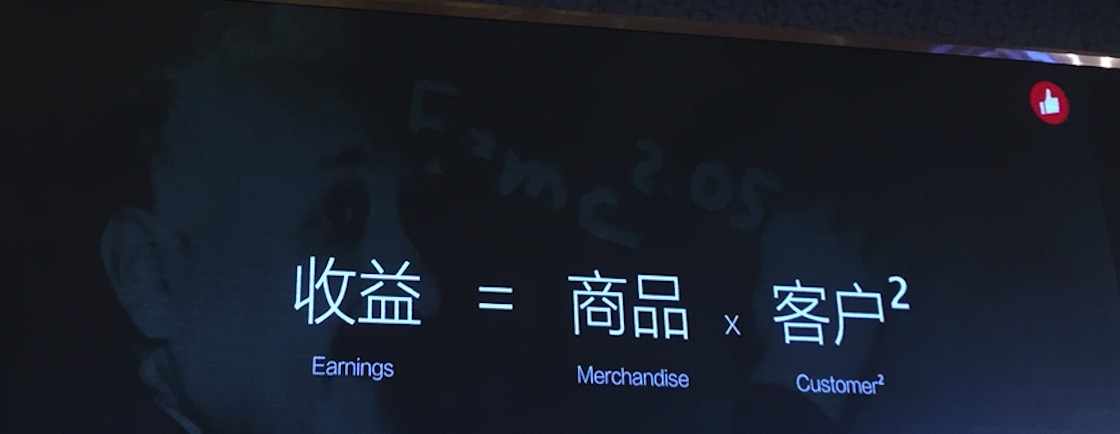 E=mc² 05
收益 = 商品 x 客户²
Earnings Merchandise Customer²